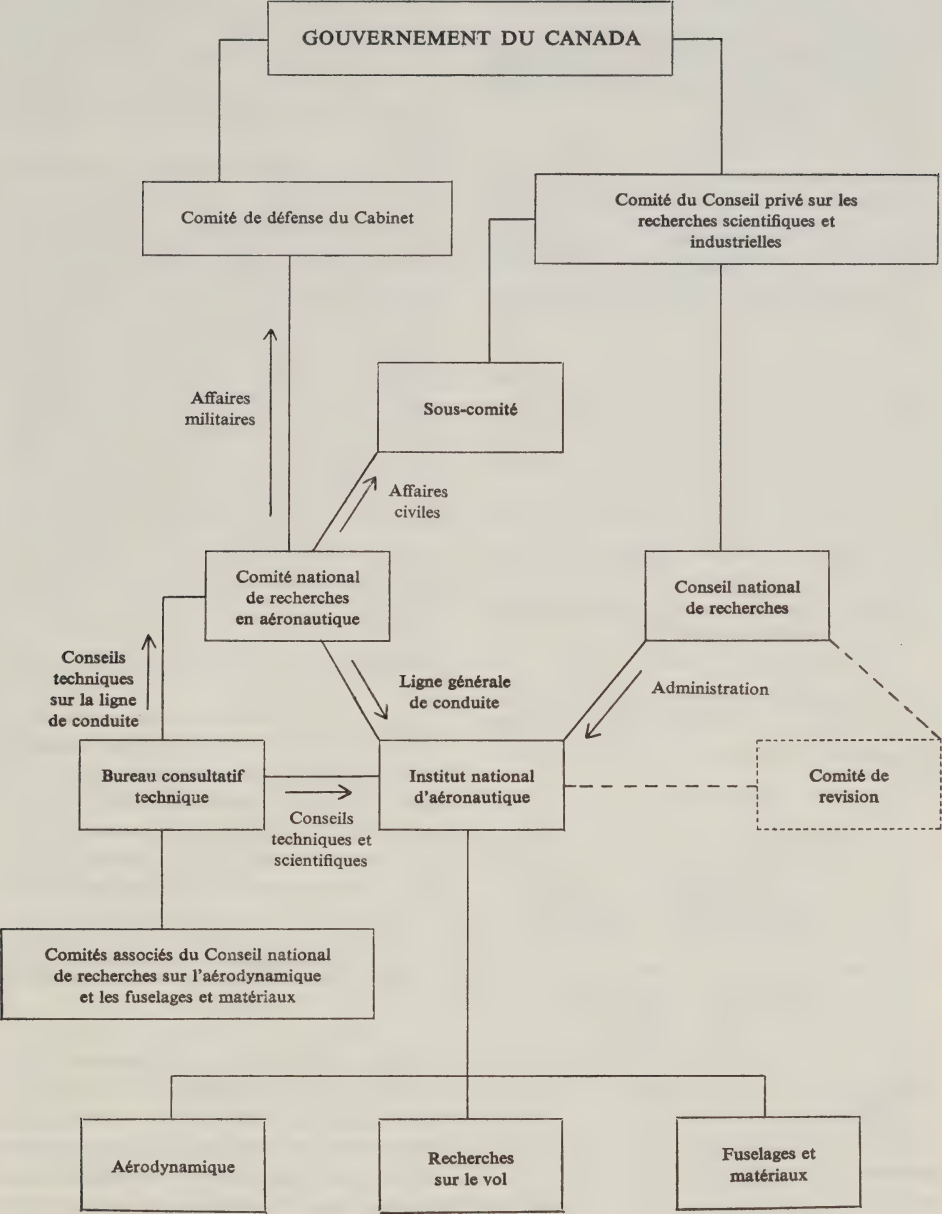 GOUVERNEMENT DU CANADA
Comité de défense du Cabinet
Comité du Conseil privé sur les
recherches scientifiques et
industrielles
Affaires
militaires
Sous-comité
Affaires
civiles
Comité national
de recherches
en aéronautique
Conseil national
de recherches
Conseils
techniques
sur la ligne
de conduite
Ligne générale
de conduite
Administration
Bureau consultatif
technique
Institut national
d'aéronautique
Comité de
revision
Conseils
techniques et
scientifiques
Comités associés du Conseil national
de recherches sur l'aérodynamique
et les fuselages et matériaux
Aérodynamique
Recherches
sur le vol
Fuselages et
matériaux